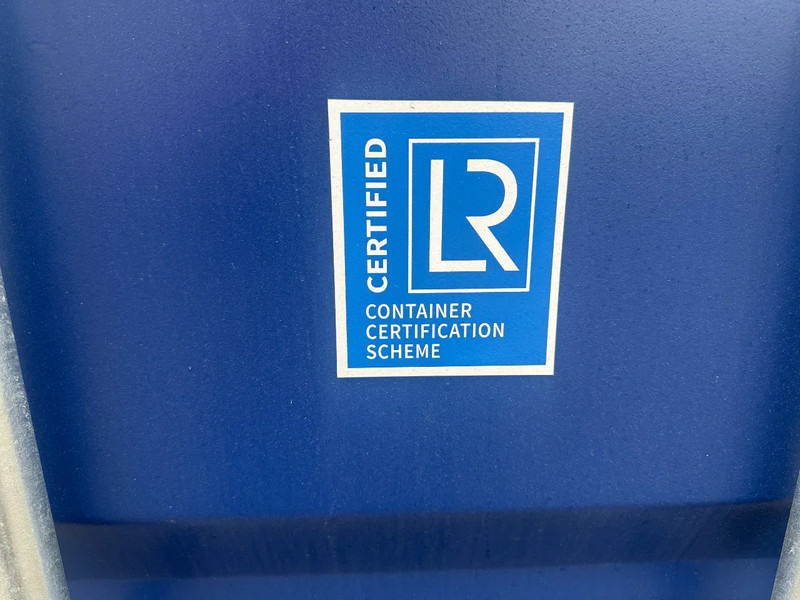 CERTIFIED
LR
CONTAINER
CERTIFICATION
SCHEME